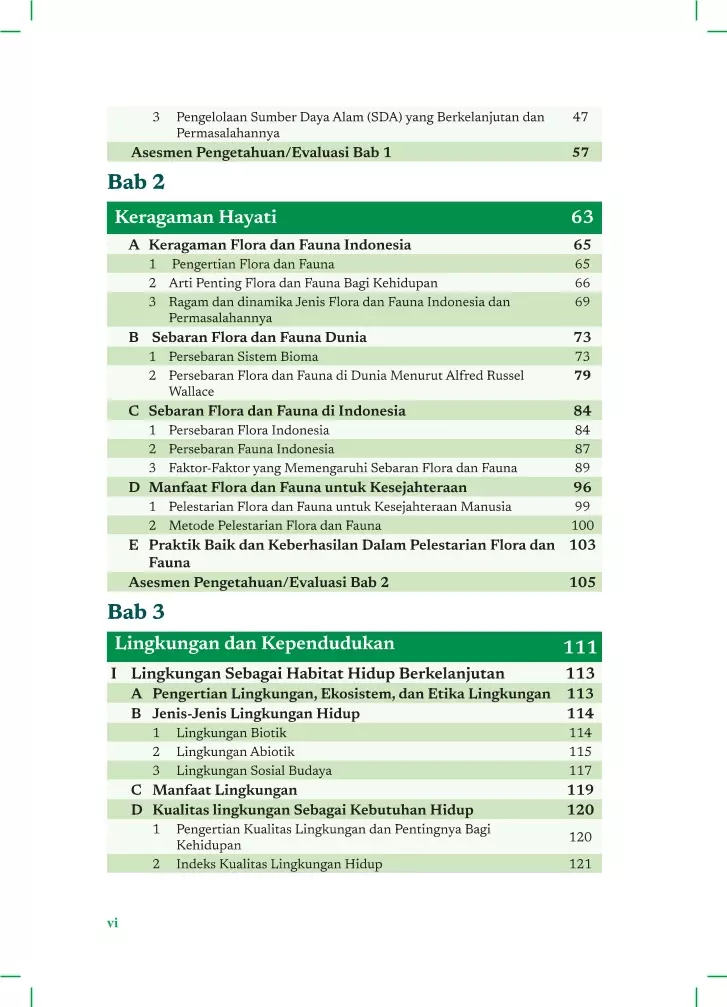 3 Pengelolaan Sumber Daya Alam (SDA) yang Berkelanjutan dan 47
Permasalahannya
Asesmen Pengetahuan/Evaluasi Bab 1 57
Bab 2
Keragaman Hayati 63
A Keragaman Flora dan Fauna Indonesia 65
1 Pengertian Flora dan Fauna 65
2 Arti Penting Flora dan Fauna Bagi Kehidupan 66
3 Ragam dan dinamika Jenis Flora dan Fauna Indonesia dan 69
Permasalahannya
B Sebaran Flora dan Fauna Dunia 73
1 Persebaran Sistem Bioma 73
2 Persebaran Flora dan Fauna di Dunia Menurut Alfred Russel 79
Wallace
C Sebaran Flora dan Fauna di Indonesia 84
1 Persebaran Flora Indonesia 84
2 Persebaran Fauna Indonesia 87
3 Faktor-Faktor yang Memengaruhi Sebaran Flora dan Fauna 89
D Manfaat Flora dan Fauna untuk Kesejahteraan 96
1 Pelestarian Flora dan Fauna untuk Kesejahteraan Manusia 99
2 Metode Pelestarian Flora dan Fauna 100
E Praktik Baik dan Keberhasilan Dalam Pelestarian Flora dan 103
Fauna
Asesmen Pengetahuan/Evaluasi Bab 2 105
Bab 3
Lingkungan dan Kependudukan 111
I Lingkungan Sebagai Habitat Hidup Berkelanjutan 113
A Pengertian Lingkungan, Ekosistem, dan Etika Lingkungan 113
B Jenis-Jenis Lingkungan Hidup 114
1 Lingkungan Biotik 114
2 Lingkungan Abiotik 115
3 Lingkungan Sosial Budaya 117
C Manfaat Lingkungan 119
D Kualitas lingkungan Sebagai Kebutuhan Hidup 120
1 Pengertian Kualitas Lingkungan dan Pentingnya Bagi 120
Kehidupan
2 Indeks Kualitas Lingkungan Hidup 121
vi